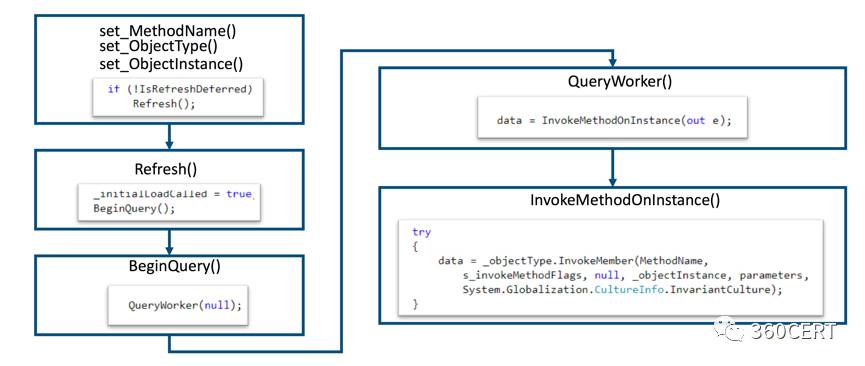 set_MethodName()
set_ObjectType()
set_ObjectInstance()
if (!IsRefreshDeferred)
Refresh();
Refresh()
_initialLoadCalled = true;
BeginQuery();
BeginQuery()
QueryWorker(null);
QueryWorker()
data = InvokeMethodOnInstance(out e);
InvokeMethodOnInstance()
try
{
data = _objectType.InvokeMember(MethodName,
s_invokeMethodFlags, null, _objectInstance, parameters,
System.Globalization.CultureInfo.InvariantCulture);
}
360CERT